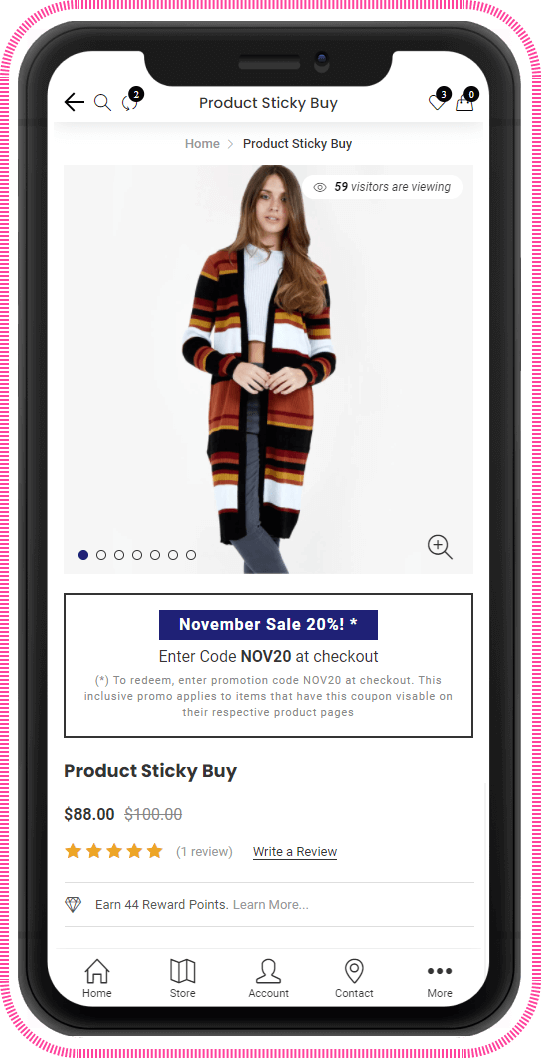 2
Product Sticky Buy
3
0
Home > Product Sticky Buy
59 visitors are viewing
November Sale 20%! *
Enter Code NOV20 at checkout
(*) To redeem, enter promotion code NOV20 at checkout. This
inclusive promo applies to items that have this coupon visable on
their respective product pages
Product Sticky Buy
$88.00 $100.00
(1 review) Write a Review
Earn 44 Reward Points. Learn More...
Home Store Account Contact More